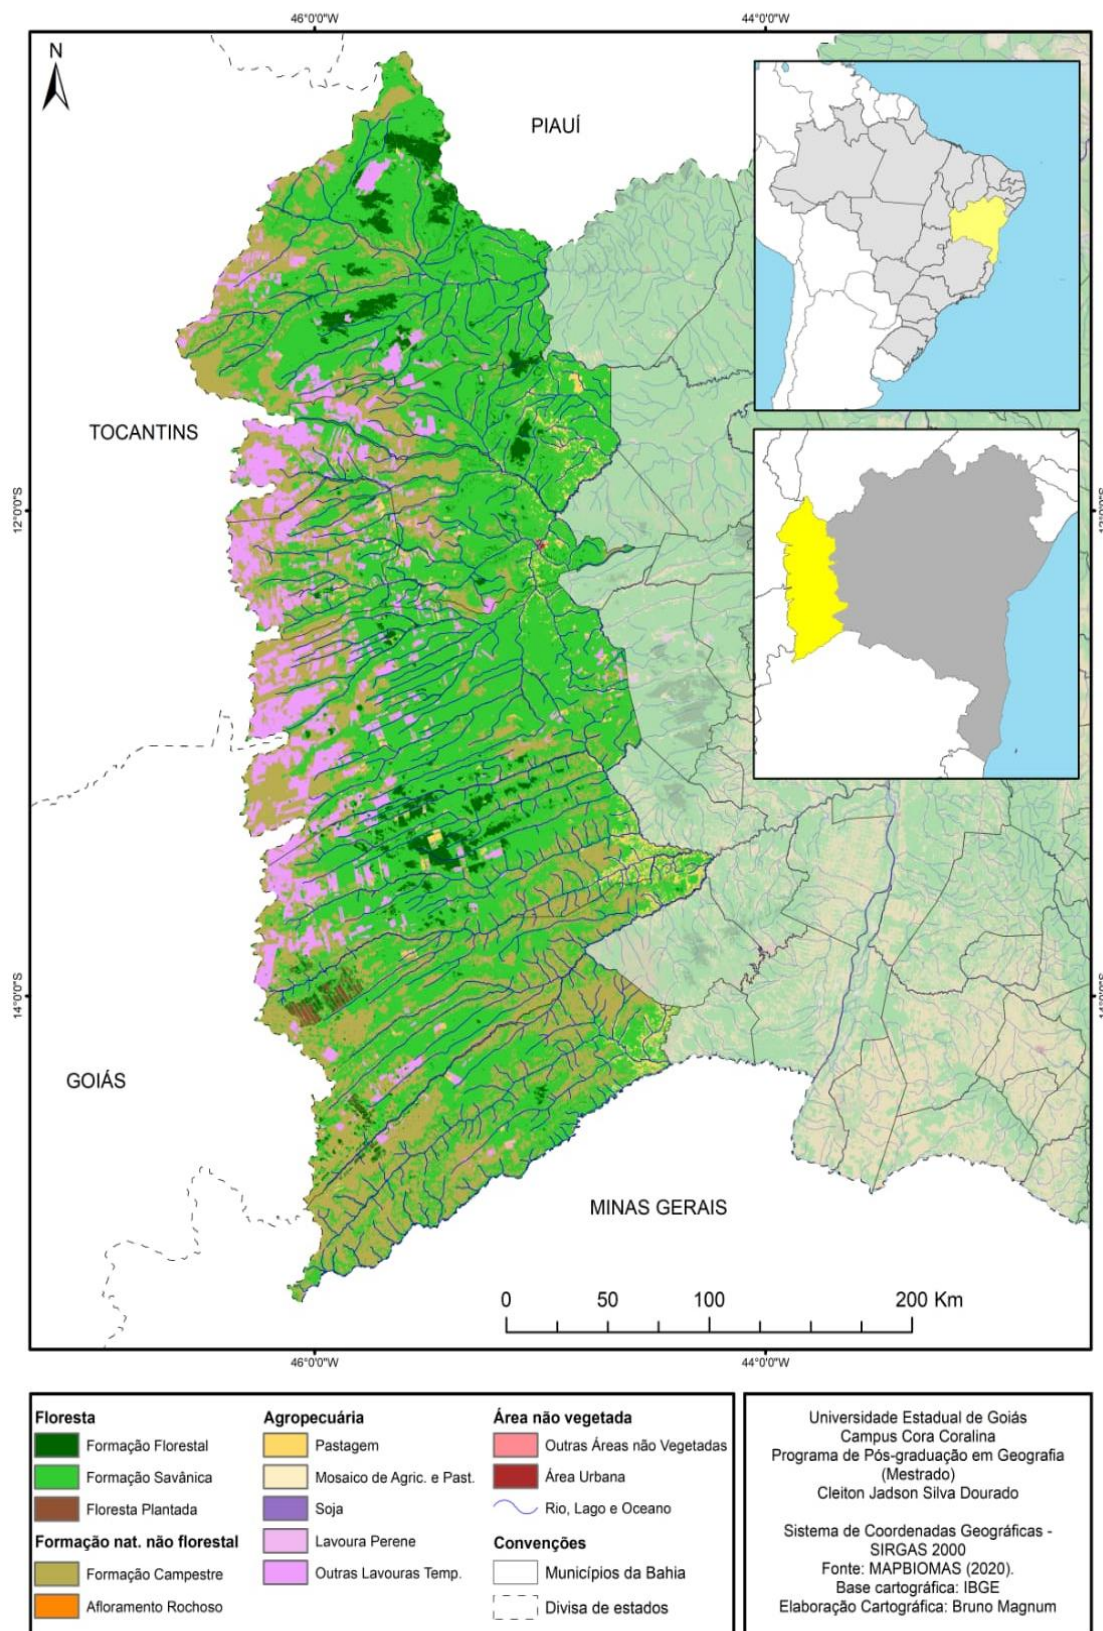 46°0'0"W
44°0'0"W
N
PIAUÍ
TOCANTINS
12°0'0"S
14°0'0"S
14°0'0"S
GOIÁS
MINAS GERAIS
0 50 100 200 Km
46°0'0"W
44°0'0"W
Floresta
Formação Florestal
Formação Savânica
Floresta Plantada
Formação nat. não florestal
Formação Campestre
Afloramento Rochoso
Agropecuária
Pastagem
Mosaico de Agric. e Past.
Soja
Lavoura Perene
Outras Lavouras Temp.
Área não vegetada
Outras Áreas não Vegetadas
Área Urbana
Rio, Lago e Oceano
Convenções
Municípios da Bahia
Divisa de estados
Universidade Estadual de Goiás
Campus Cora Coralina
Programa de Pós-graduação em Geografia
(Mestrado)
Cleiton Jadson Silva Dourado
Sistema de Coordenadas Geográficas -
SIRGAS 2000
Fonte: MAPBIOMAS (2020).
Base cartográfica: IBGE
Elaboração Cartográfica: Bruno Magnum